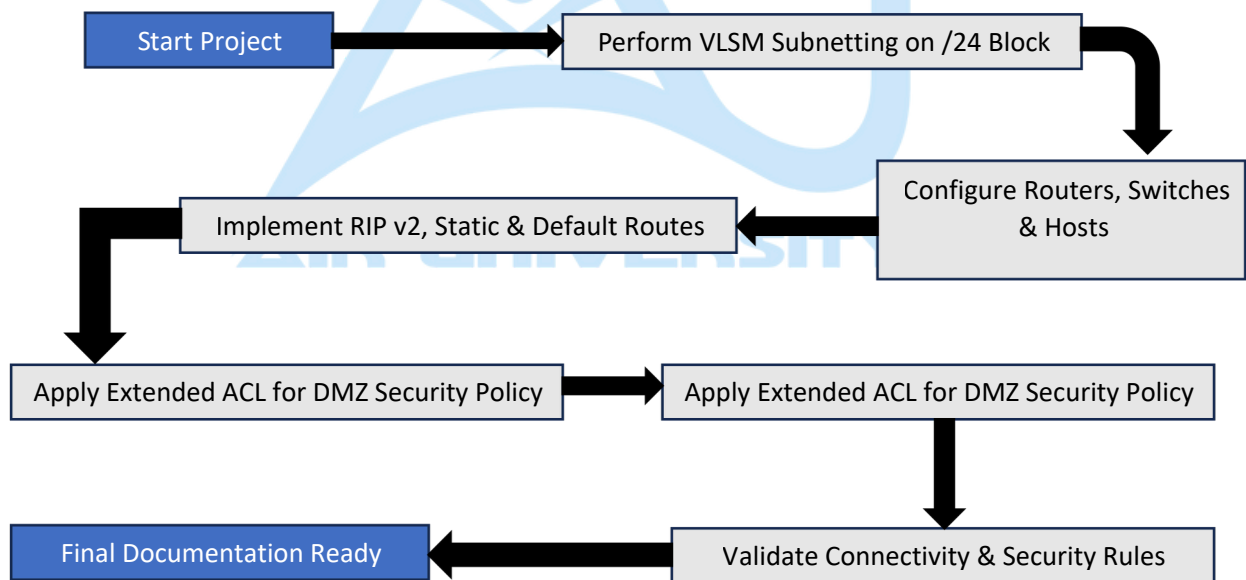 Start Project
Perform VLSM Subnetting on /24 Block
Configure Routers, Switches
& Hosts
Implement RIP v2, Static & Default Routes
AIR UNIVERSITY
Apply Extended ACL for DMZ Security Policy
Apply Extended ACL for DMZ Security Policy
Validate Connectivity & Security Rules
Final Documentation Ready